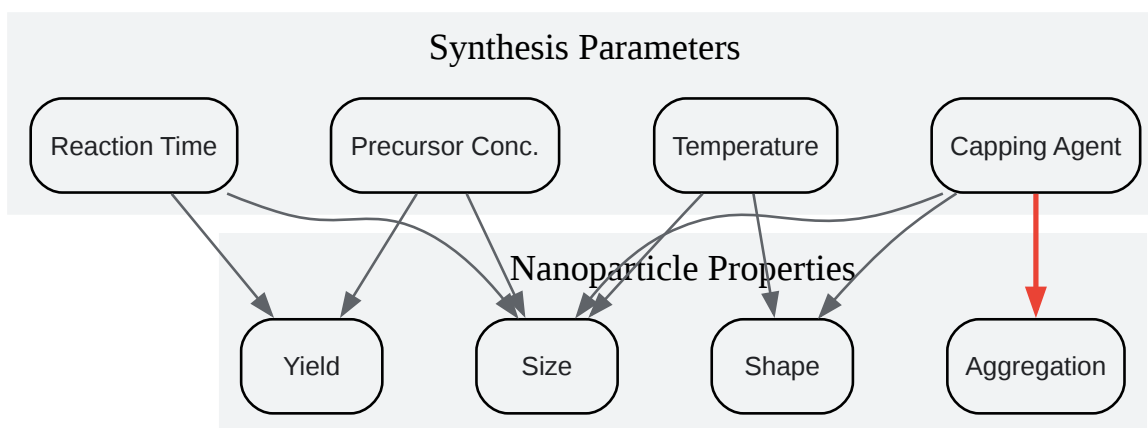 Synthesis Parameters
Reaction Time
Precursor Conc.
Temperature
Capping Agent
Nanoparticle Properties
Yield
Size
Shape
Aggregation